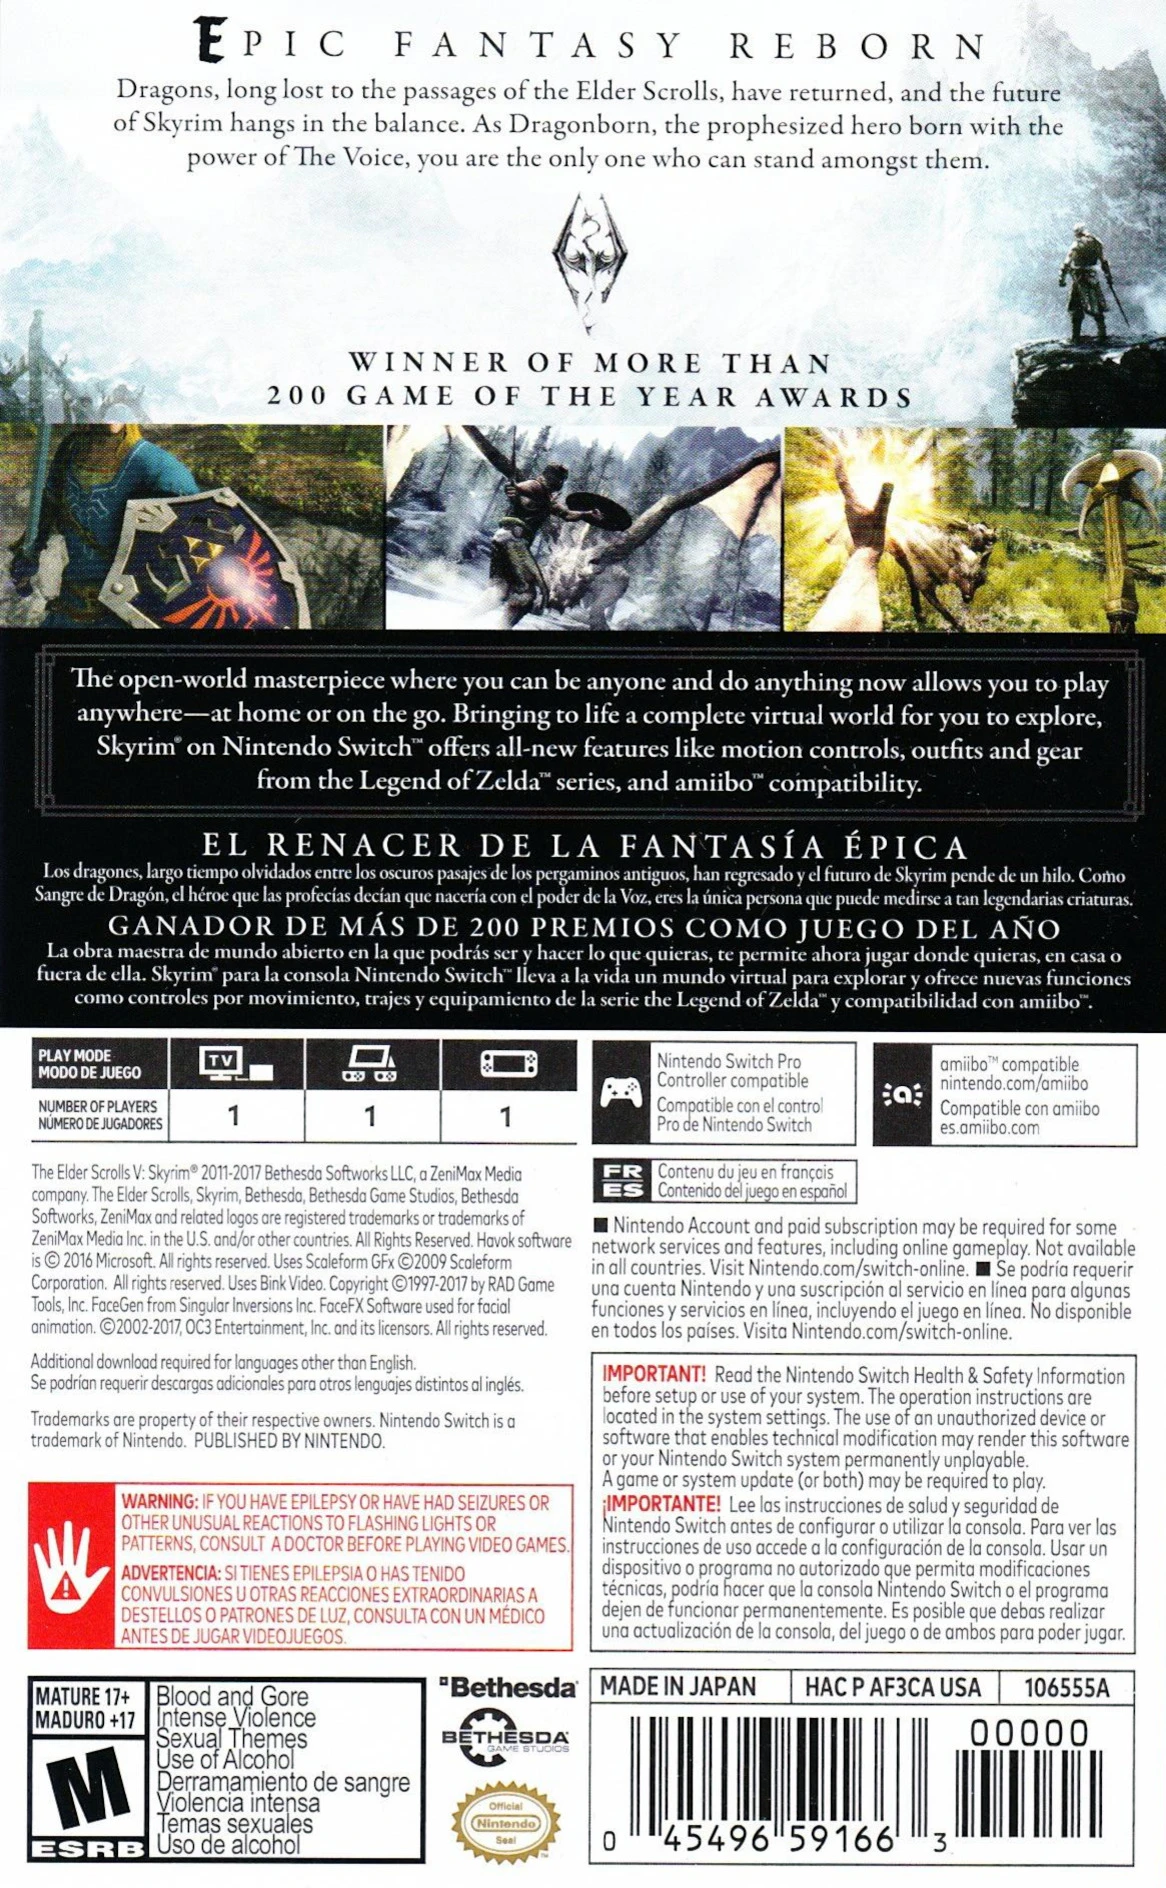 EPIC FANTASY REBORN
Dragons, long lost to the passages of the Elder Scrolls, have returned, and the future
of Skyrim hangs in the balance. As Dragonborn, the prophesized hero born with the
power of The Voice, you are the only one who can stand amongst them.
WINNER OF MORE THAN
200 GAME OF THE YEAR AWARDS
The open-world masterpiece where you can be anyone and do anything now allows you to play
anywhere—at home or on the go. Bringing to life a complete virtual world for you to explore,
Skyrim® on Nintendo Switch™ offers all-new features like motion controls, outfits and gear
from the Legend of Zelda™ series, and amiibo™ compatibility.
EL RENACER DE LA FANTASÍA ÉPICA
Los dragones, largo tiempo olvidados entre los oscuros pasajes de los pergaminos antiguos, han regresado y el futuro de Skyrim pende de un hilo. Como
Sangre de Dragón, el héroe que las profecías decían que nacería con el poder de la Voz, eres la única persona que puede medirse a tan legendarias criaturas.
GANADOR DE MÁS DE 200 PREMIOS COMO JUEGO DEL AÑO
La obra maestra de mundo abierto en la que podrás ser y hacer lo que quieras, te permite ahora jugar donde quieras, en casa o
fuera de ella. Skyrim® para la consola Nintendo Switch™ lleva a la vida un mundo virtual para explorar y ofrece nuevas funciones
como controles por movimiento, trajes y equipamiento de la serie the Legend of Zelda™ y compatibilidad con amiibo™.
PLAY MODE
MODO DE JUEGO
TV
NUMBER OF PLAYERS
NÚMERO DE JUGADORES
1
1
1
Nintendo Switch Pro
Controller compatible
Compatible con el control
Pro de Nintendo Switch
amiibo™ compatible
nintendo.com/amiibo
Compatible con amiibo
es.amiibo.com
FR Contenu du jeu en français
ES Contenido del juego en español
The Elder Scrolls V: Skyrim® 2011-2017 Bethesda Softworks LLC, a ZeniMax Media
company. The Elder Scrolls, Skyrim, Bethesda, Bethesda Game Studios, Bethesda
Softworks, ZeniMax and related logos are registered trademarks or trademarks of
ZeniMax Media Inc. in the U.S. and/or other countries. All Rights Reserved. Havok software
is © 2016 Microsoft. All rights reserved. Uses Scaleform GFx ©2009 Scaleform
Corporation. All rights reserved. Uses Bink Video. Copyright ©1997-2017 by RAD Game
Tools, Inc. FaceGen from Singular Inversions Inc. FaceFX Software used for facial
animation. ©2002-2017, OC3 Entertainment, Inc. and its licensors. All rights reserved.
Additional download required for languages other than English.
Se podrían requerir descargas adicionales para otros lenguajes distintos al inglés.
Trademarks are property of their respective owners. Nintendo Switch is a
trademark of Nintendo. PUBLISHED BY NINTENDO.
■ Nintendo Account and paid subscription may be required for some
network services and features, including online gameplay. Not available
in all countries. Visit Nintendo.com/switch-online. ■ Se podría requerir
una cuenta Nintendo y una suscripción al servicio en línea para algunas
funciones y servicios en línea, incluyendo el juego en línea. No disponible
en todos los países. Visita Nintendo.com/switch-online.
IMPORTANT! Read the Nintendo Switch Health & Safety Information
before setup or use of your system. The operation instructions are
located in the system settings. The use of an unauthorized device or
software that enables technical modification may render this software
or your Nintendo Switch system permanently unplayable.
A game or system update (or both) may be required to play.
¡IMPORTANTE! Lee las instrucciones de salud y seguridad de
Nintendo Switch antes de configurar o utilizar la consola. Para ver las
instrucciones de uso accede a la configuración de la consola. Usar un
dispositivo o programa no autorizado que permita modificaciones
técnicas, podría hacer que la consola Nintendo Switch o el programa
dejen de funcionar permanentemente. Es posible que debas realizar
una actualización de la consola, del juego o de ambos para poder jugar.
WARNING: IF YOU HAVE EPILEPSY OR HAVE HAD SEIZURES OR
OTHER UNUSUAL REACTIONS TO FLASHING LIGHTS OR
PATTERNS, CONSULT A DOCTOR BEFORE PLAYING VIDEO GAMES.
ADVERTENCIA: SI TIENES EPILEPSIA O HAS TENIDO
CONVULSIONES U OTRAS REACCIONES EXTRAORDINARIAS A
DESTELLOS O PATRONES DE LUZ, CONSULTA CON UN MÉDICO
ANTES DE JUGAR VIDEOJUEGOS.
MATURE 17+
MADURO +17
M
ESRB
Blood and Gore
Intense Violence
Sexual Themes
Use of Alcohol
Derramamiento de sangre
Violencia intensa
Temas sexuales
Uso de alcohol
Bethesda
BETHESDA
GAME STUDIOS
Official
Nintendo
Seal
MADE IN JAPAN
HAC P AF3CA USA
106555A
00000
0 45496 59166 3